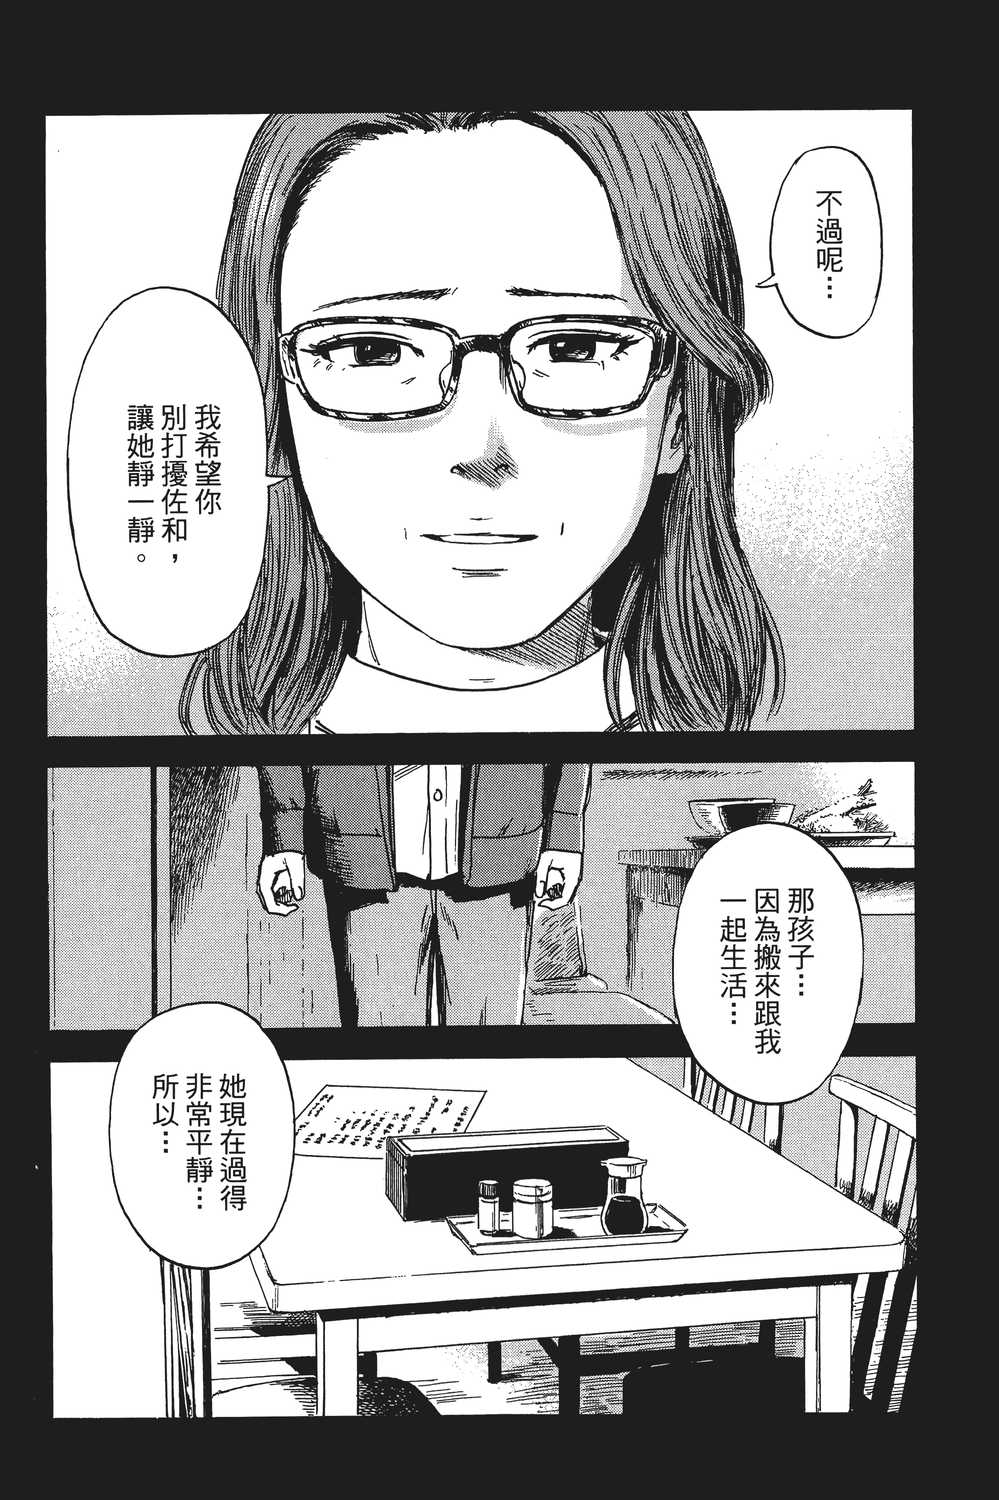 不過呢…
我希望你
別打擾佐和，
讓她靜一靜。
那孩子…
因為搬來跟我
一起生活…
她現在過得
非常平靜…
所以…